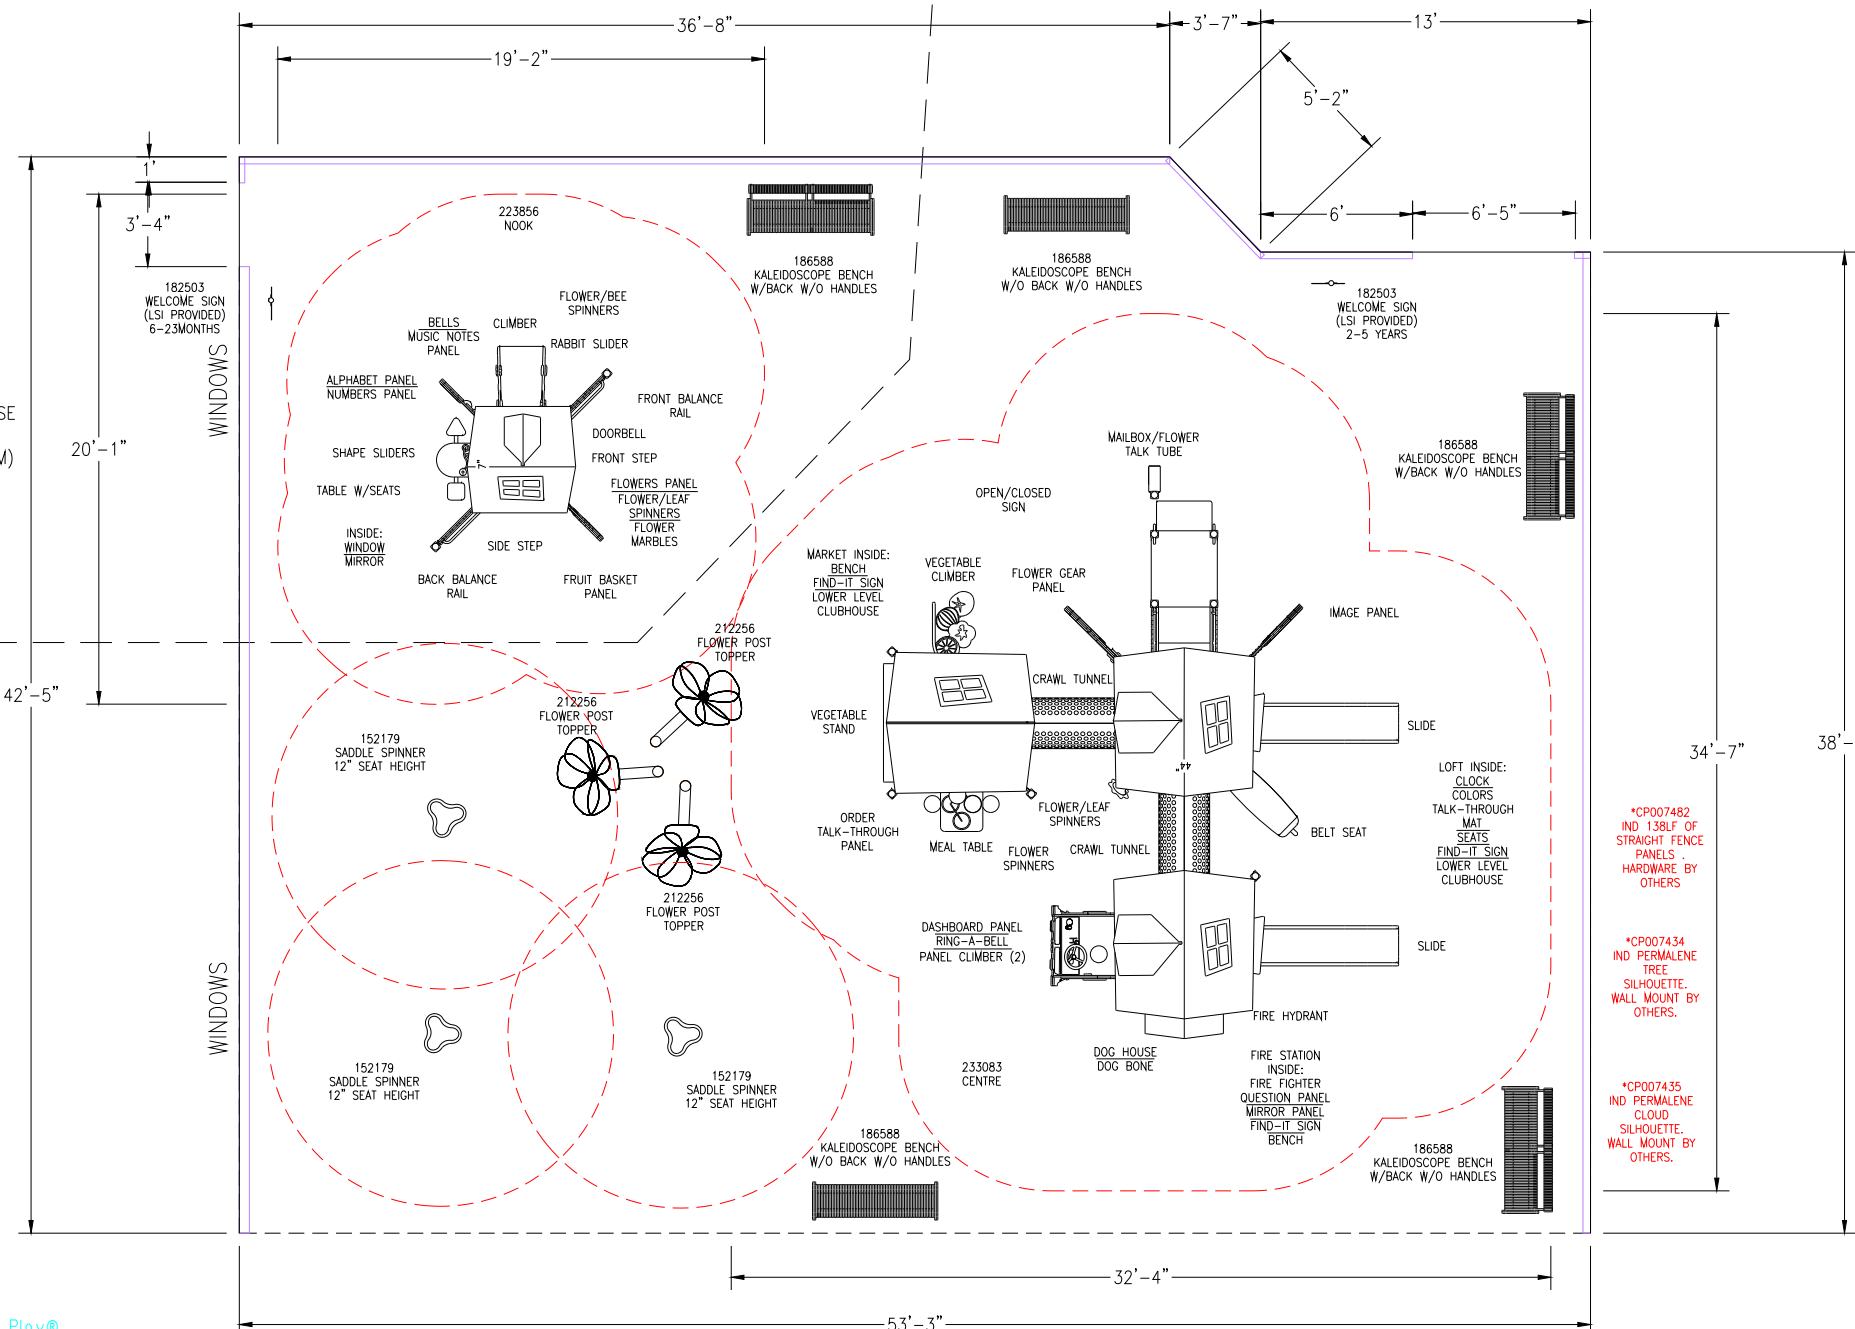 36'-8"
3'-7"
13'
19'-2"
5'-2"
1'
3'-4"
6'
6'-5"
223856
NOOK
186588
KALEIDOSCOPE BENCH
W/BACK W/O HANDLES
186588
KALEIDOSCOPE BENCH
W/O BACK W/O HANDLES
182503
WELCOME SIGN
(LSI PROVIDED)
6-23MONTHS
182503
WELCOME SIGN
(LSI PROVIDED)
2-5 YEARS
FLOWER/BEE
SPINNERS
BELLS
MUSIC NOTES
PANEL
CLIMBER
RABBIT SLIDER
WINDOWS
ALPHABET PANEL
NUMBERS PANEL
FRONT BALANCE
RAIL
SE
M)
20'-1"
DOORBELL
SHAPE SLIDERS
7"
FRONT STEP
TABLE W/SEATS
FLOWERS PANEL
FLOWER/LEAF
SPINNERS
FLOWER
MARBLES
INSIDE:
WINDOW
MIRROR
SIDE STEP
BACK BALANCE
RAIL
FRUIT BASKET
PANEL
MAILBOX/FLOWER
TALK TUBE
186588
KALEIDOSCOPE BENCH
W/BACK W/O HANDLES
OPEN/CLOSED
SIGN
MARKET INSIDE:
BENCH
FIND-IT SIGN
LOWER LEVEL
CLUBHOUSE
VEGETABLE
CLIMBER
FLOWER GEAR
PANEL
IMAGE PANEL
212256
FLOWER POST
TOPPER
42'-5"
212256
FLOWER POST
TOPPER
CRAWL TUNNEL
VEGETABLE
STAND
SLIDE
152179
SADDLE SPINNER
12" SEAT HEIGHT
44"
34'-7"
38'-
LOFT INSIDE:
CLOCK
COLORS
TALK-THROUGH
MAT
SEATS
FIND-IT SIGN
LOWER LEVEL
CLUBHOUSE
ORDER
TALK-THROUGH
PANEL
MEAL TABLE
FLOWER/LEAF
SPINNERS
FLOWER
SPINNERS
CRAWL TUNNEL
BELT SEAT
*CP007482
IND 138LF OF
STRAIGHT FENCE
PANELS .
HARDWARE BY
OTHERS
212256
FLOWER POST
TOPPER
DASHBOARD PANEL
RING-A-BELL
PANEL CLIMBER (2)
SLIDE
*CP007434
IND PERMALENE
TREE
SILHOUETTE.
WALL MOUNT BY
OTHERS.
WINDOWS
FIRE HYDRANT
152179
SADDLE SPINNER
12" SEAT HEIGHT
152179
SADDLE SPINNER
12" SEAT HEIGHT
233083
CENTRE
DOG HOUSE
DOG BONE
FIRE STATION
INSIDE:
FIRE FIGHTER
QUESTION PANEL
MIRROR PANEL
FIND-IT SIGN
BENCH
*CP007435
IND PERMALENE
CLOUD
SILHOUETTE.
WALL MOUNT BY
OTHERS.
186588
KALEIDOSCOPE BENCH
W/O BACK W/O HANDLES
186588
KALEIDOSCOPE BENCH
W/BACK W/O HANDLES
32'-4"
53'-3"
Play®